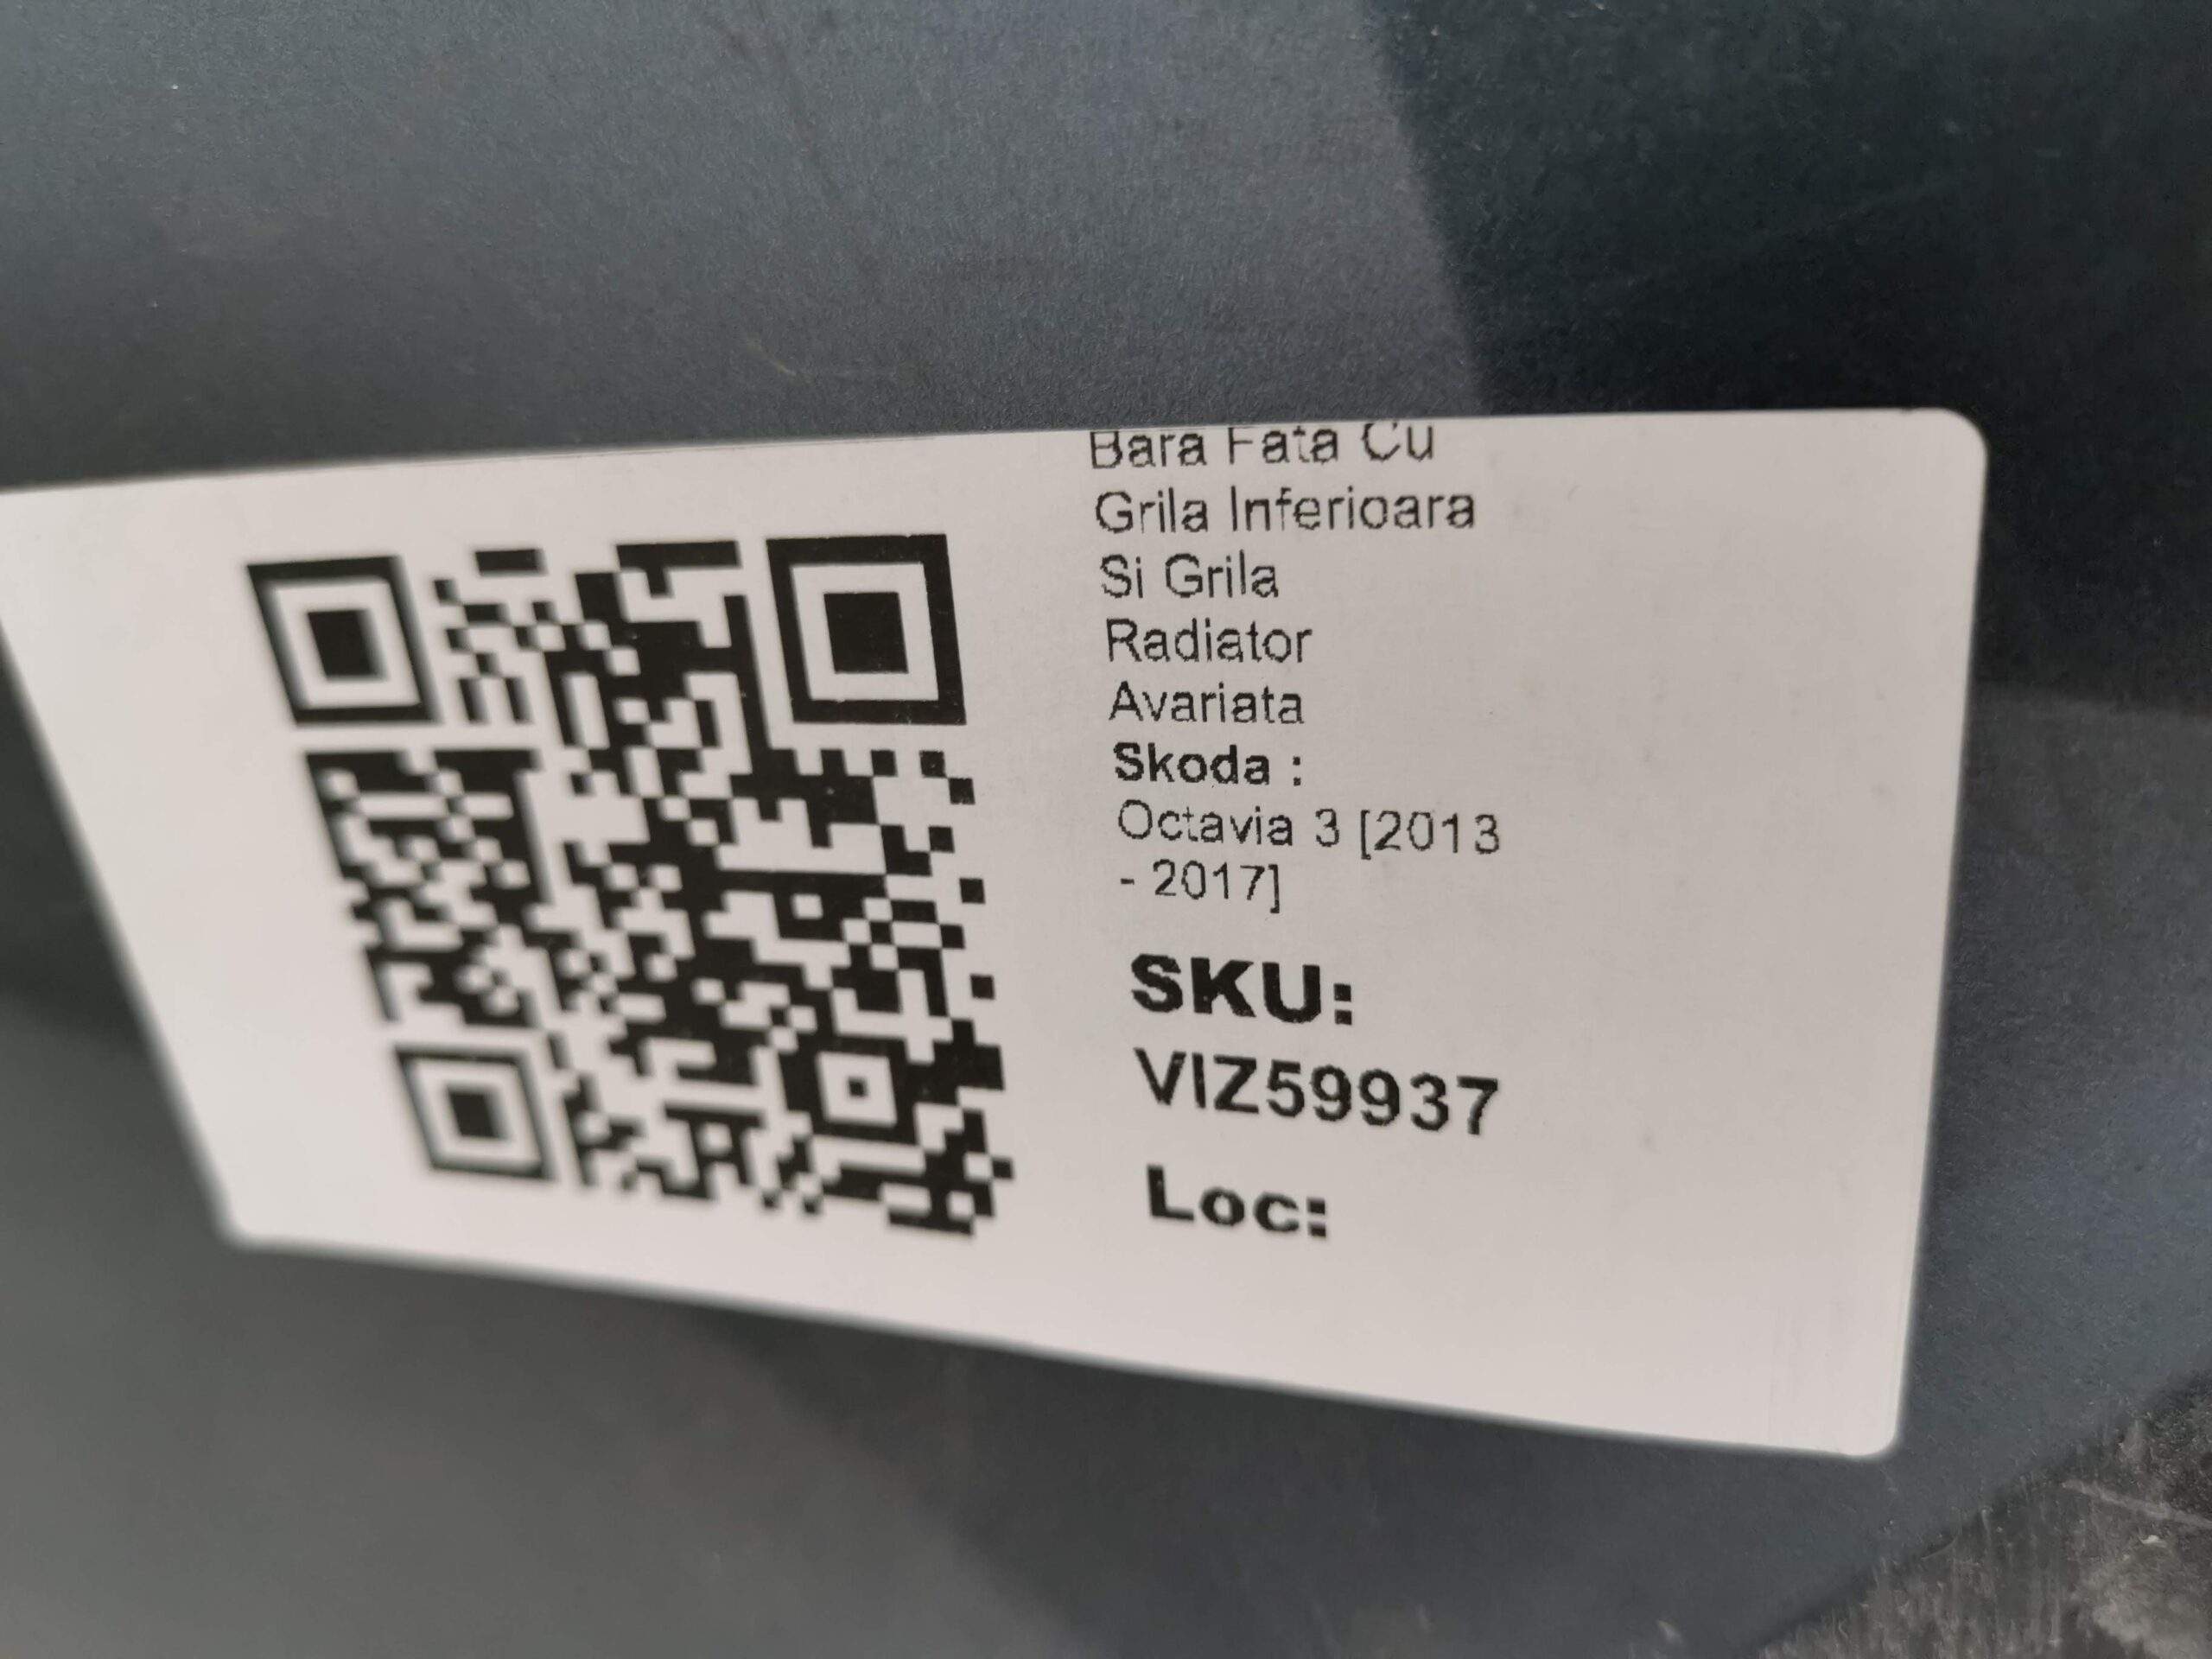 Bara Fata Cu
Grila Inferioara
Si Grila
Radiator
Avariata
Skoda :
Octavia 3 [2013
- 2017]
SKU:
VIZ59937
Loc: